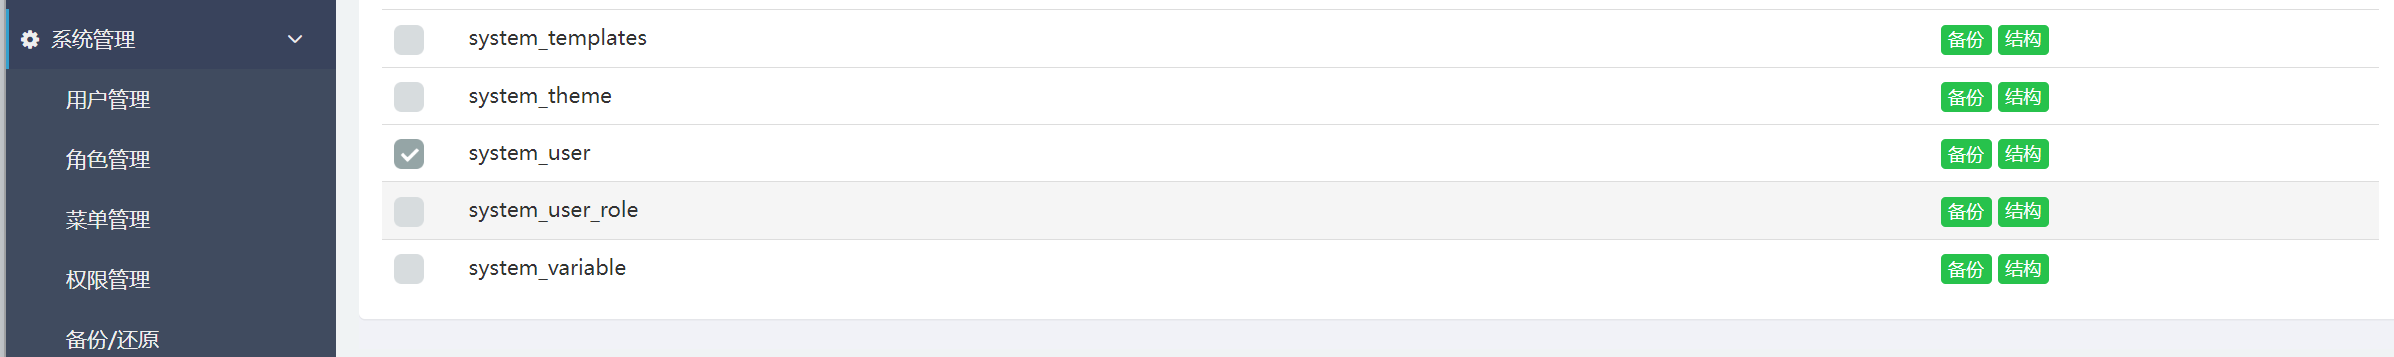 系统管理
用户管理
角色管理
菜单管理
权限管理
备份/还原
system_templates 备份 结构
system_theme 备份 结构
system_user 备份 结构
system_user_role 备份 结构
system_variable 备份 结构